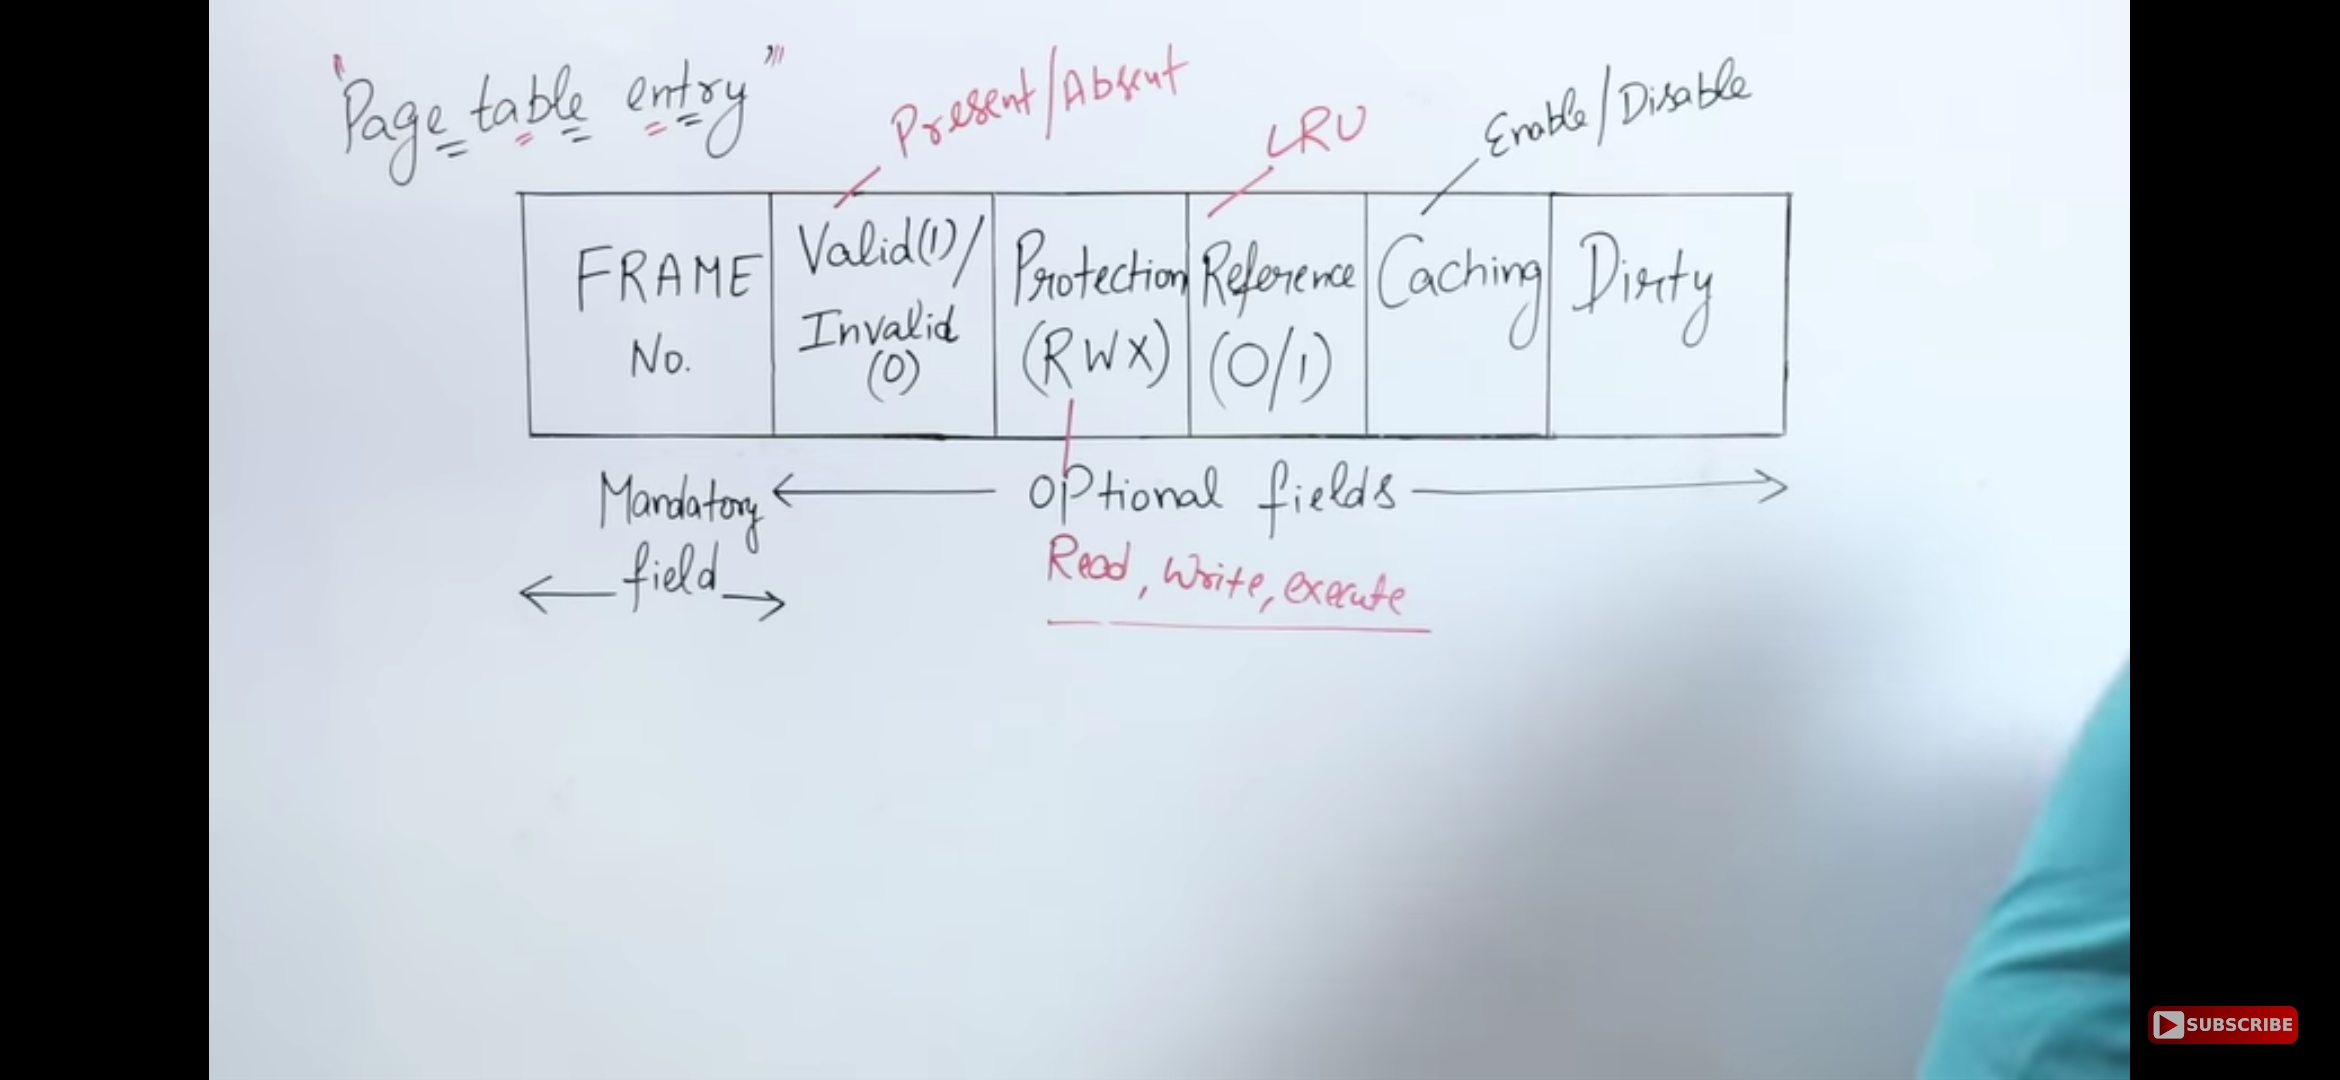 "Page table entry"
Present/Absent
LRU
Enable/Disable
FRAME No.
Valid(1)/
Invalid
(0)
Protection
(RWX)
Reference
(0/1)
Caching
Dirty
Mandatory
field
Optional fields
Read, Write, execute
SUBSCRIBE